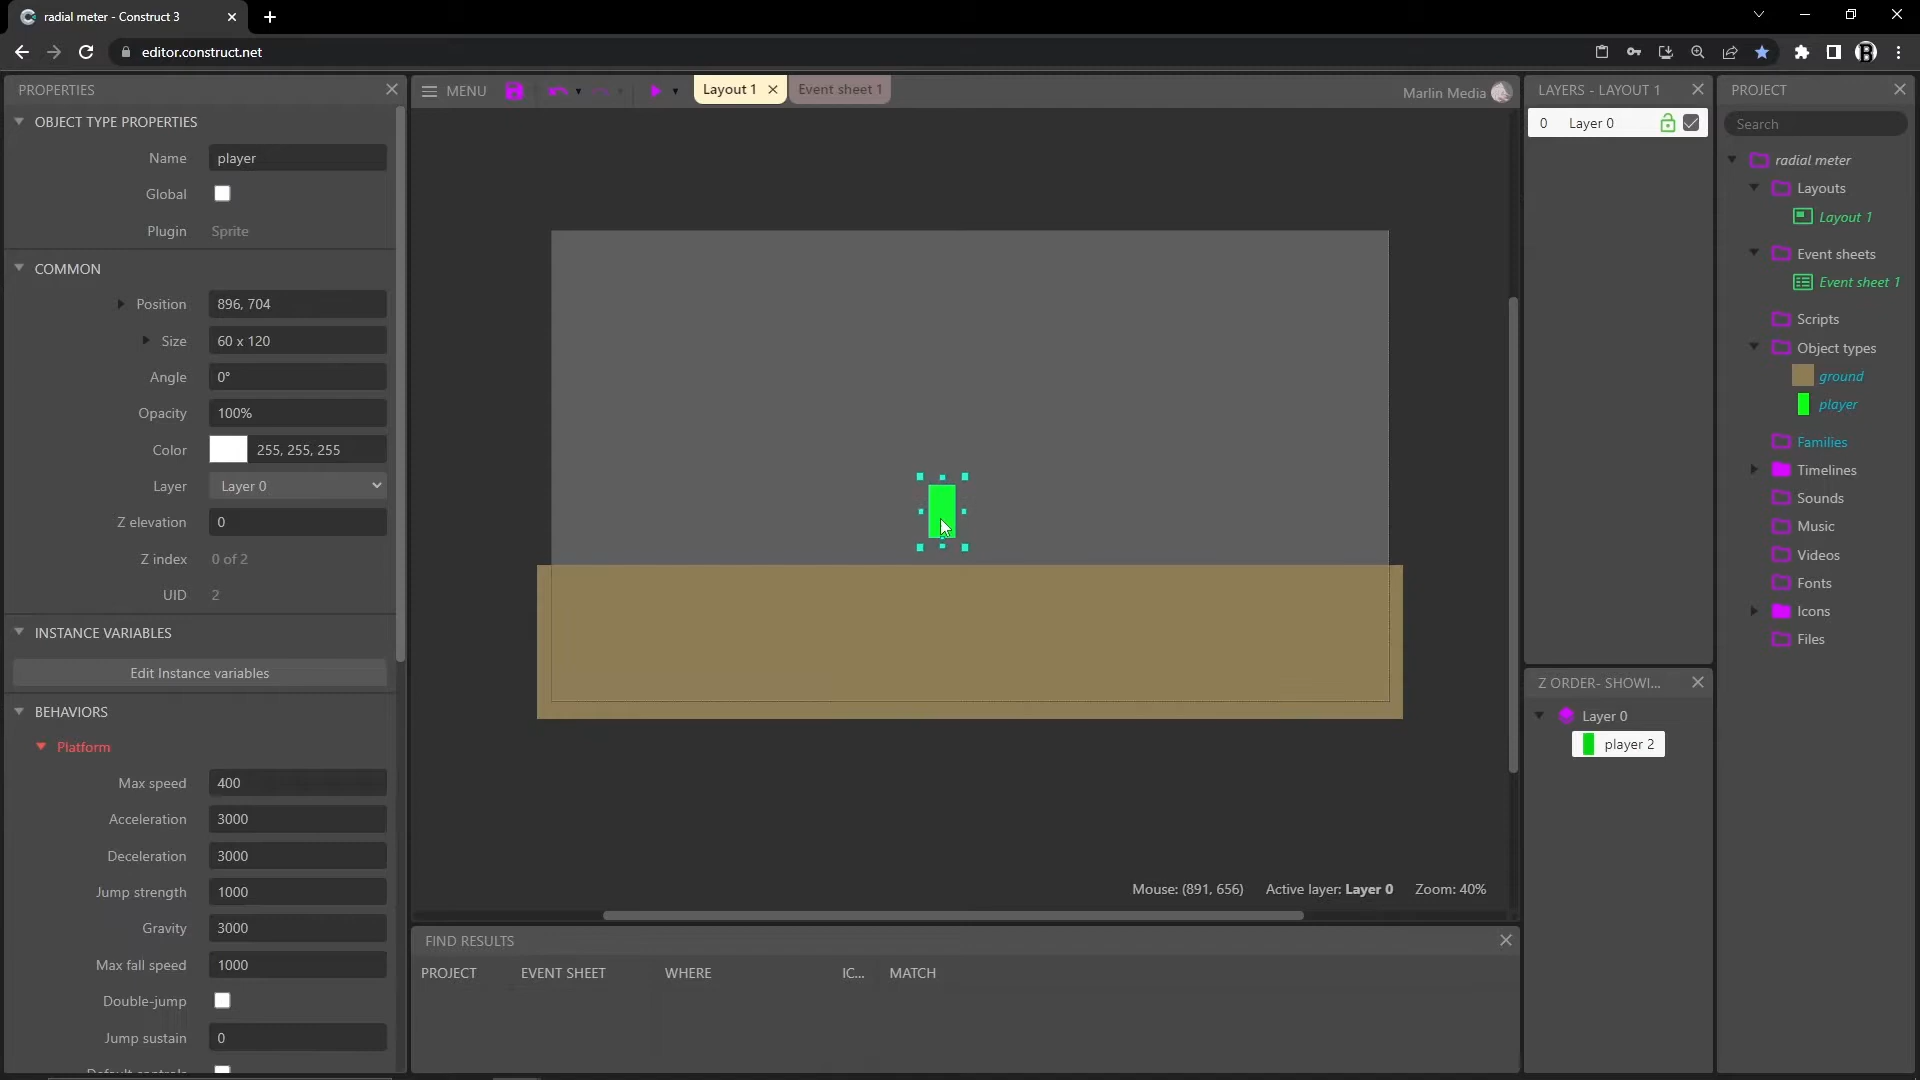 radial meter - Construct 3
editor.construct.net
PROPERTIES
OBJECT TYPE PROPERTIES
Name player
Global
Plugin Sprite
COMMON
Position 896, 704
Size 60 x 120
Angle 0°
Opacity 100%
Color 255, 255, 255
Layer Layer 0
Z elevation 0
Z index 0 of 2
UID 2
INSTANCE VARIABLES
Edit Instance variables
BEHAVIORS
Platform
Max speed 400
Acceleration 3000
Deceleration 3000
Jump strength 1000
Gravity 3000
Max fall speed 1000
Double-jump
Jump sustain 0
Default controls
MENU
Layout 1
Event sheet 1
Marlin Media
Mouse: (891, 656) Active layer: Layer 0 Zoom: 40%
FIND RESULTS
PROJECT EVENT SHEET WHERE IC... MATCH
LAYERS - LAYOUT 1
0 Layer 0
Z ORDER- SHOWI...
Layer 0
player 2
PROJECT
Search
radial meter
Layouts
Layout 1
Event sheets
Event sheet 1
Scripts
Object types
ground
player
Families
Timelines
Sounds
Music
Videos
Fonts
Icons
Files